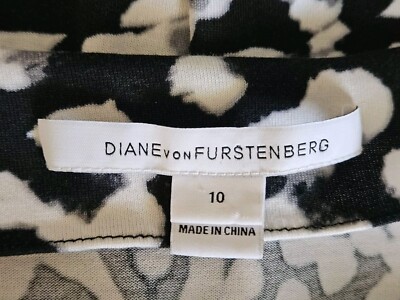 DIANE VON FURSTENBERG
10
MADE IN CHINA